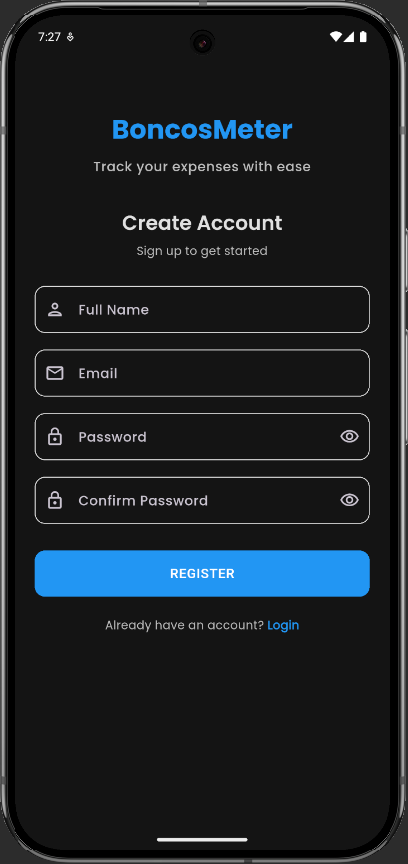 7:27
BoncosMeter
Track your expenses with ease
Create Account
Sign up to get started
Full Name
Email
Password
Confirm Password
REGISTER
Already have an account? Login